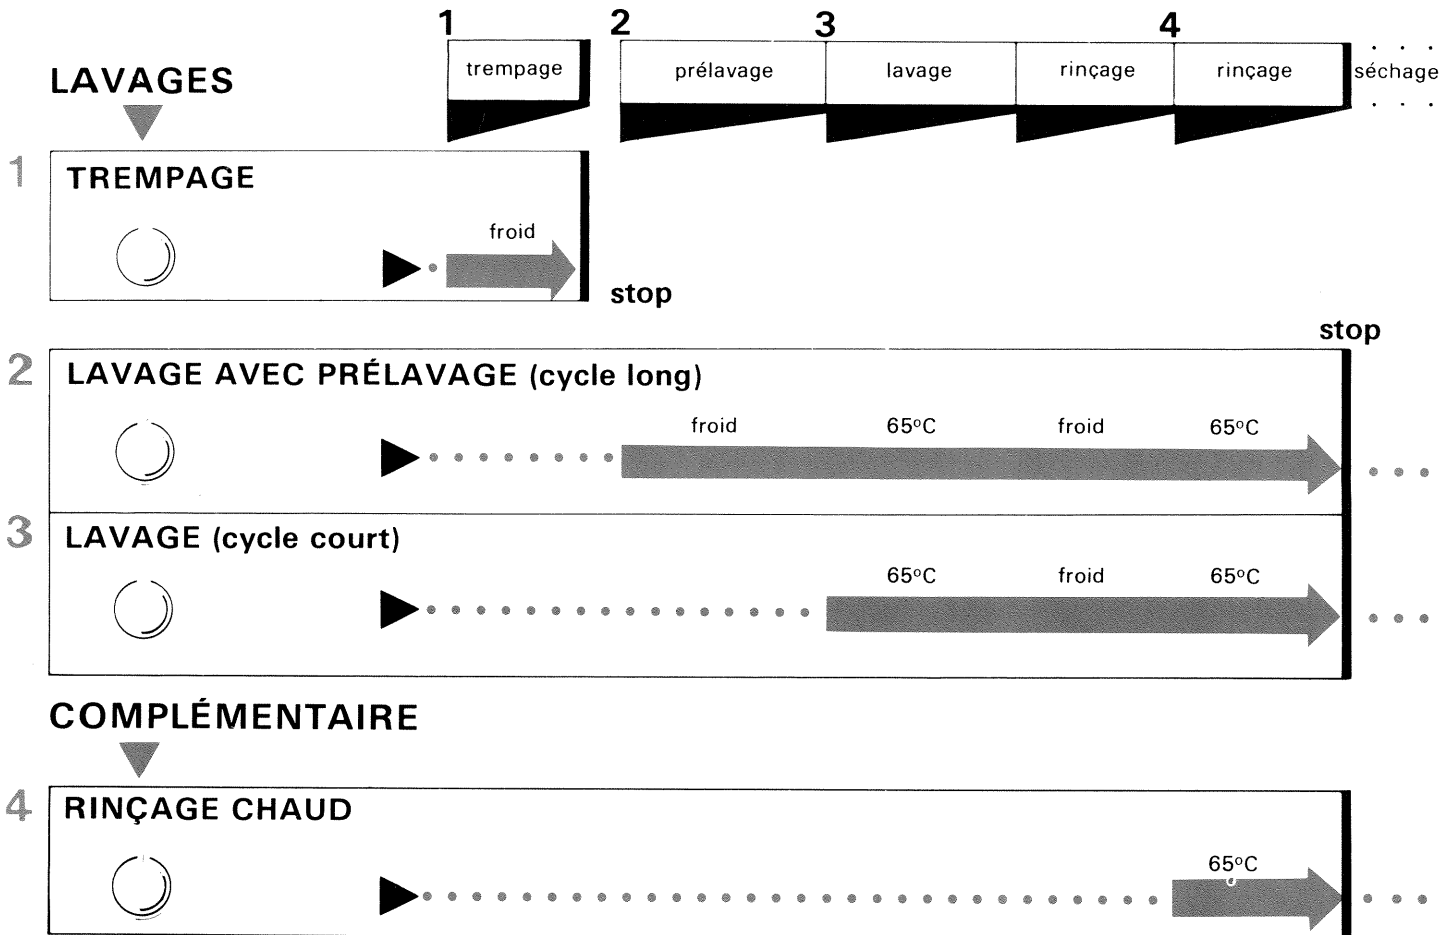 1 2 3 4
LAVAGES
trempage prélavage lavage rinçage rinçage séchage
1 TREMPAGE
froid
stop
stop
2 LAVAGE AVEC PRÉLAVAGE (cycle long)
froid 65°C froid 65°C
3 LAVAGE (cycle court)
65°C froid 65°C
COMPLÉMENTAIRE
4 RINÇAGE CHAUD
65°C